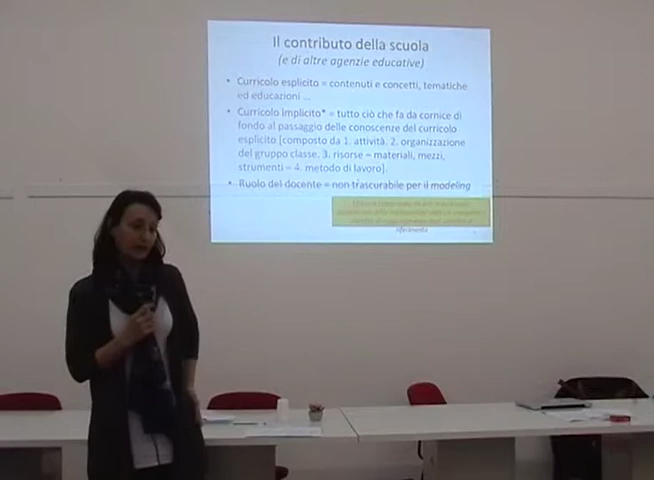 Il contributo della scuola
(e di altre agenzie educative)
• Curricolo esplicito = contenuti e concetti, tematiche
ed educazioni ...
• Curricolo implicito* = tutto ciò che fa da cornice di
fondo al passaggio delle conoscenze del curricolo
esplicito [composto da 1. attività. 2. organizzazione
del gruppo classe. 3. risorse – materiali, mezzi,
strumenti – 4. metodo di lavoro].
• Ruolo del docente = non trascurabile per il modeling
riferimento